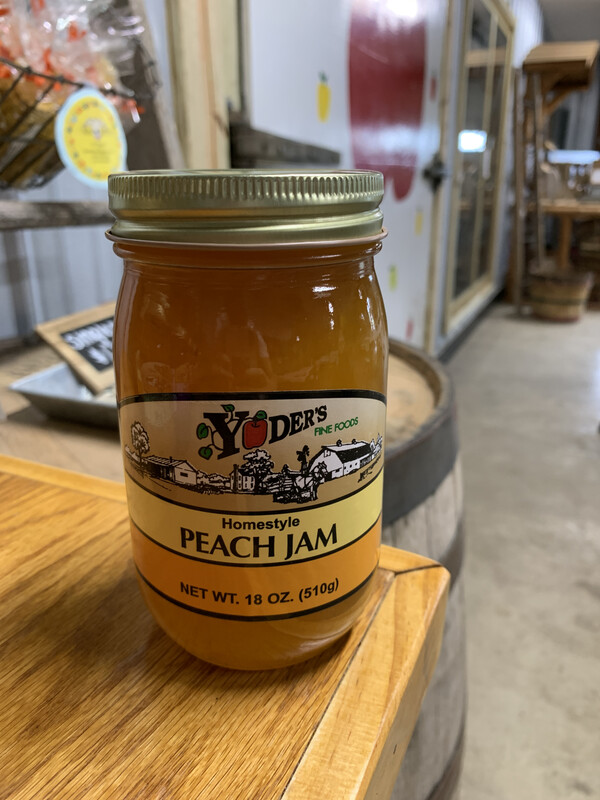 YODER'S
FINE FOODS
Homestyle
PEACH JAM
NET WT. 18 OZ. (510g)